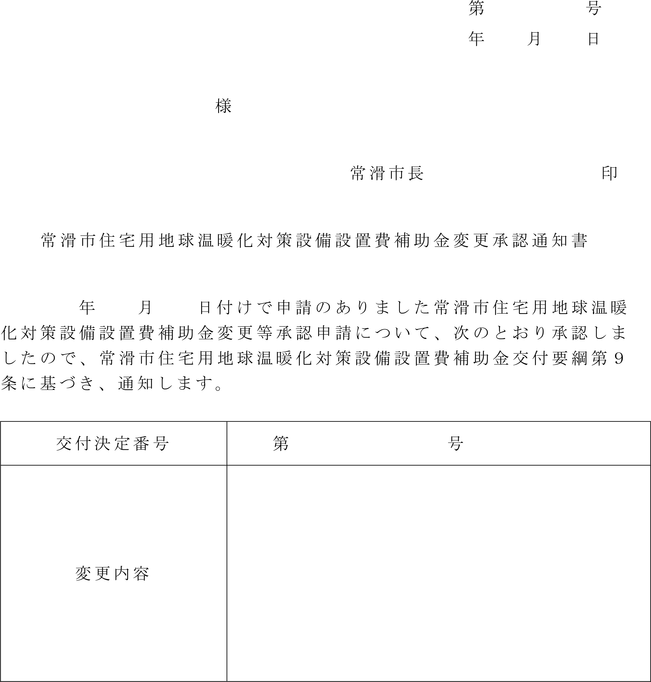 第　　　　　号
年　　月　　日
様
常滑市長　　　　　　　　　印
常滑市住宅用地球温暖化対策設備設置費補助金変更承認通知書
年　　月　　日付けで申請のありました常滑市住宅用地球温暖
化対策設備設置費補助金変更等承認申請について、次のとおり承認しま
したので、常滑市住宅用地球温暖化対策設備設置費補助金交付要綱第９
条に基づき、通知します。
交付決定番号　　　　　第　　　　　　　　号
変更内容